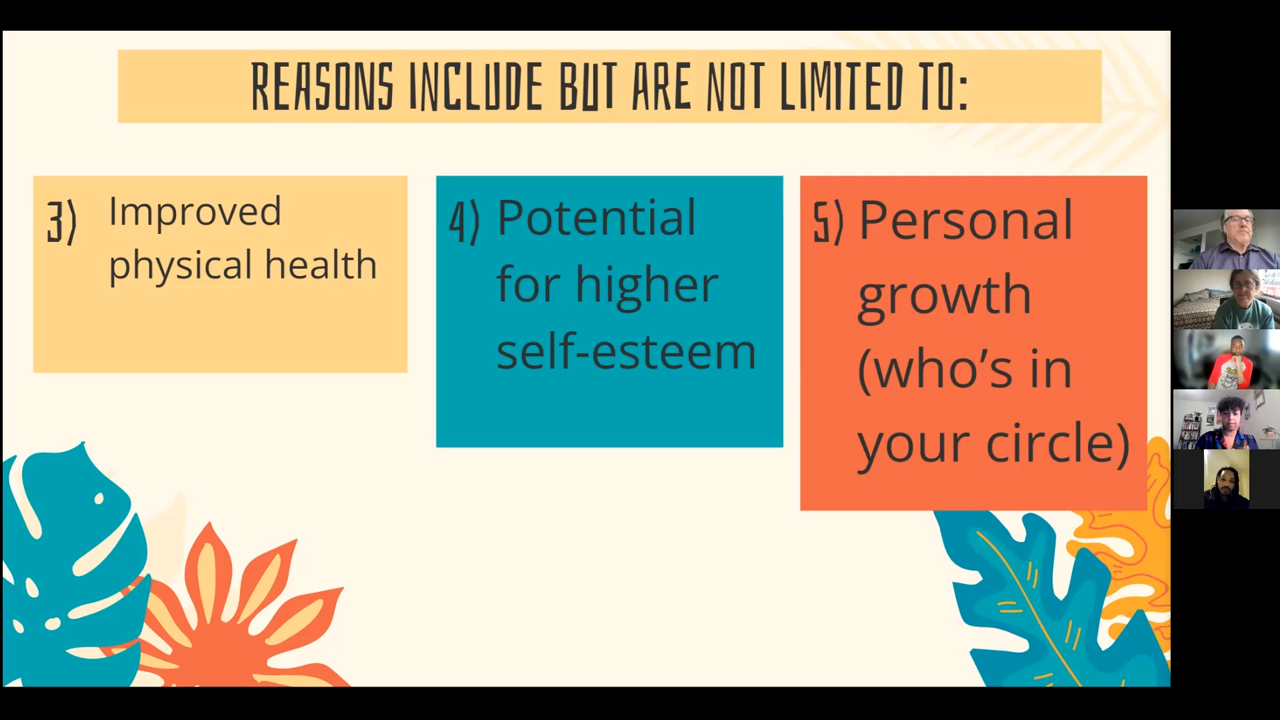 REASONS INCLUDE BUT ARE NOT LIMITED TO:
3) Improved
physical health
4) Potential
for higher
self-esteem
5) Personal
growth
(who's in
your circle)